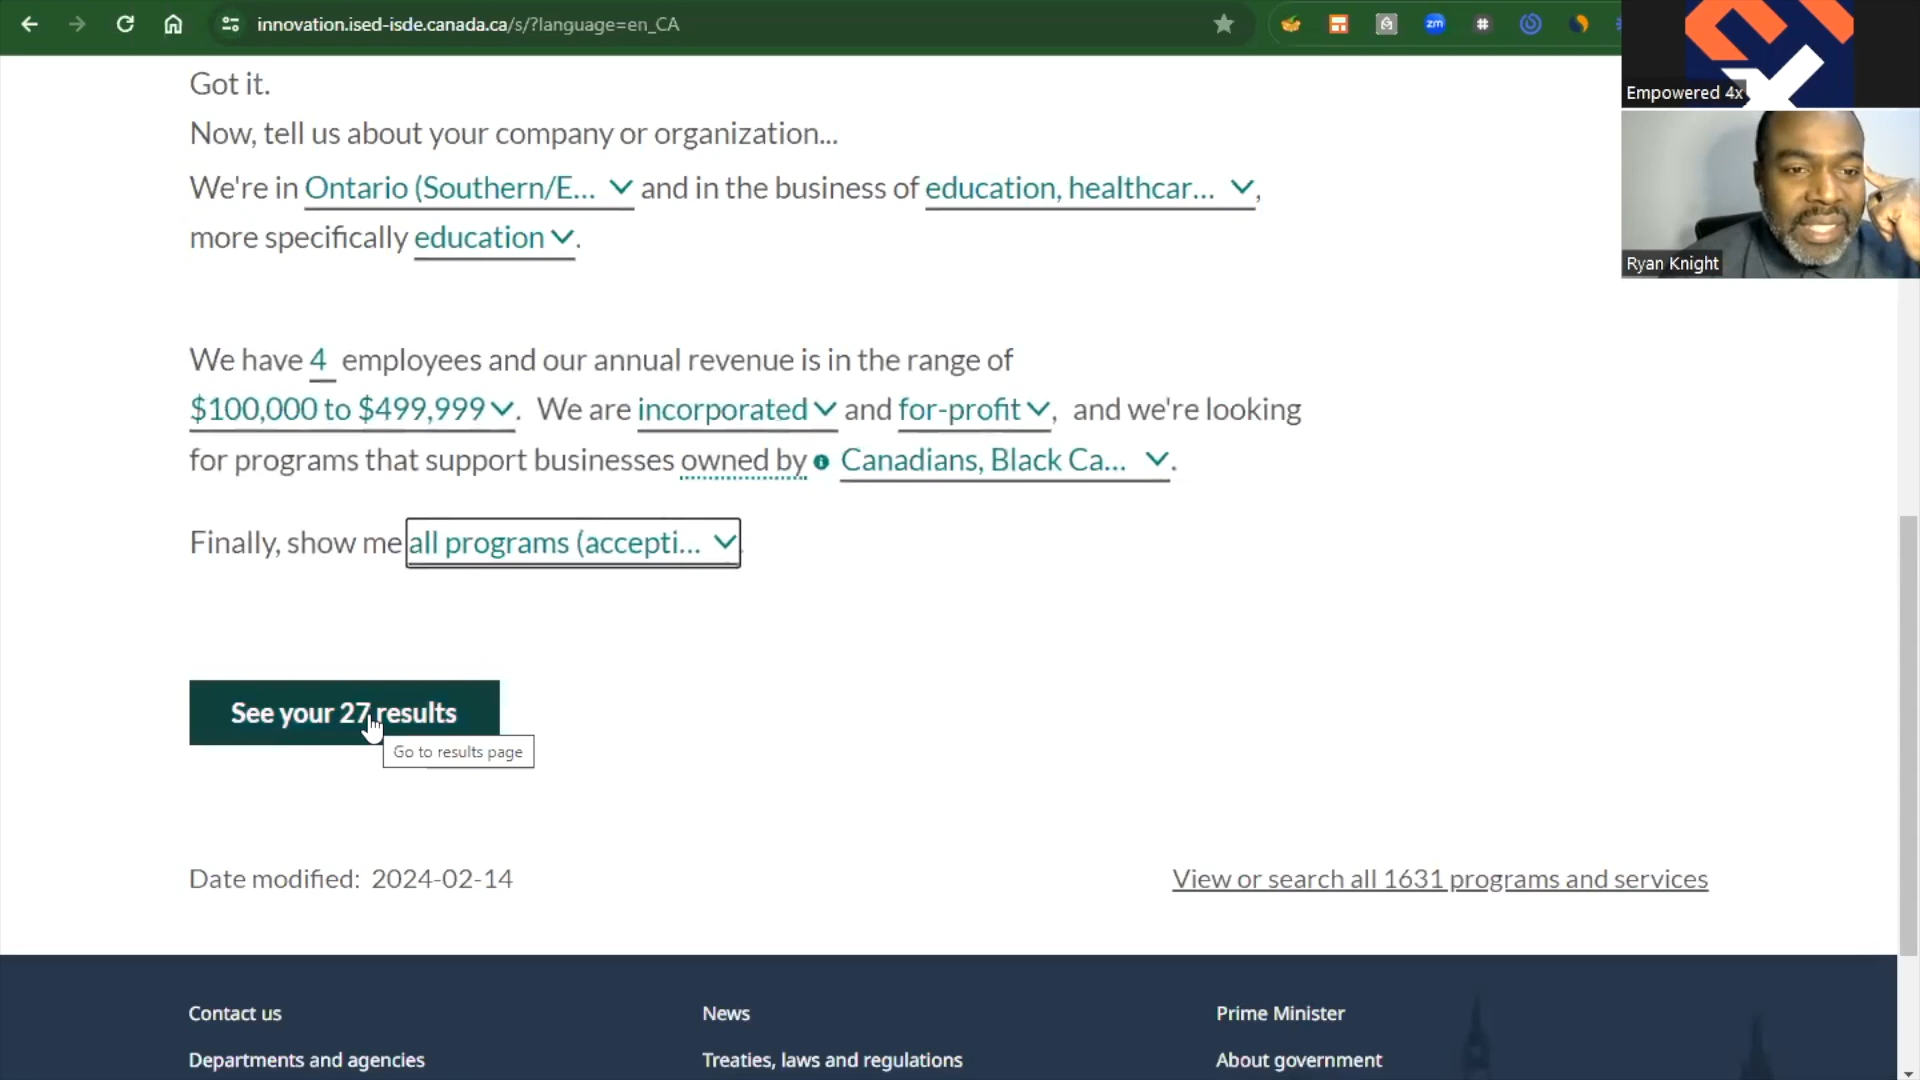 innovation.ised-isde.canada.ca/s/?language=en_CA
zm
Empowered 4x
Got it.
Now, tell us about your company or organization...
We're in Ontario (Southern/E... and in the business of education, healthcar... ,
more specifically education .
Ryan Knight
We have 4 employees and our annual revenue is in the range of
$100,000 to $499,999 . We are incorporated and for-profit , and we're looking
for programs that support businesses owned by Canadians, Black Ca... .
Finally, show me all programs (accepti... .
See your 27 results
Go to results page
Date modified: 2024-02-14
View or search all 1631 programs and services
Contact us
News
Prime Minister
Departments and agencies
Treaties, laws and regulations
About government